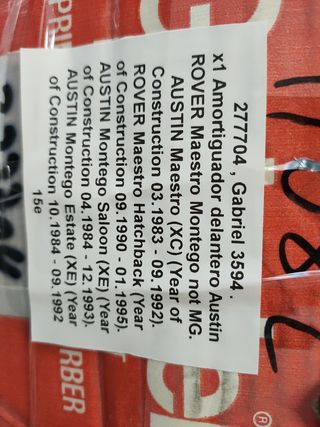 277704 , Gabriel 3594 .
x1 Amortiguador delantero Austin
ROVER Maestro Montego not MG.
AUSTIN Maestro (XC) (Year of
Construction 03.1983 - 09.1992).
ROVER Maestro Hatchback (Year
of Construction 09.1990 - 01.1995).
AUSTIN Montego Saloon (XE) (Year
of Construction 04.1984 - 12.1993).
AUSTIN Montego Estate (XE) (Year
of Construction 10.1984 - 09.1992
15e